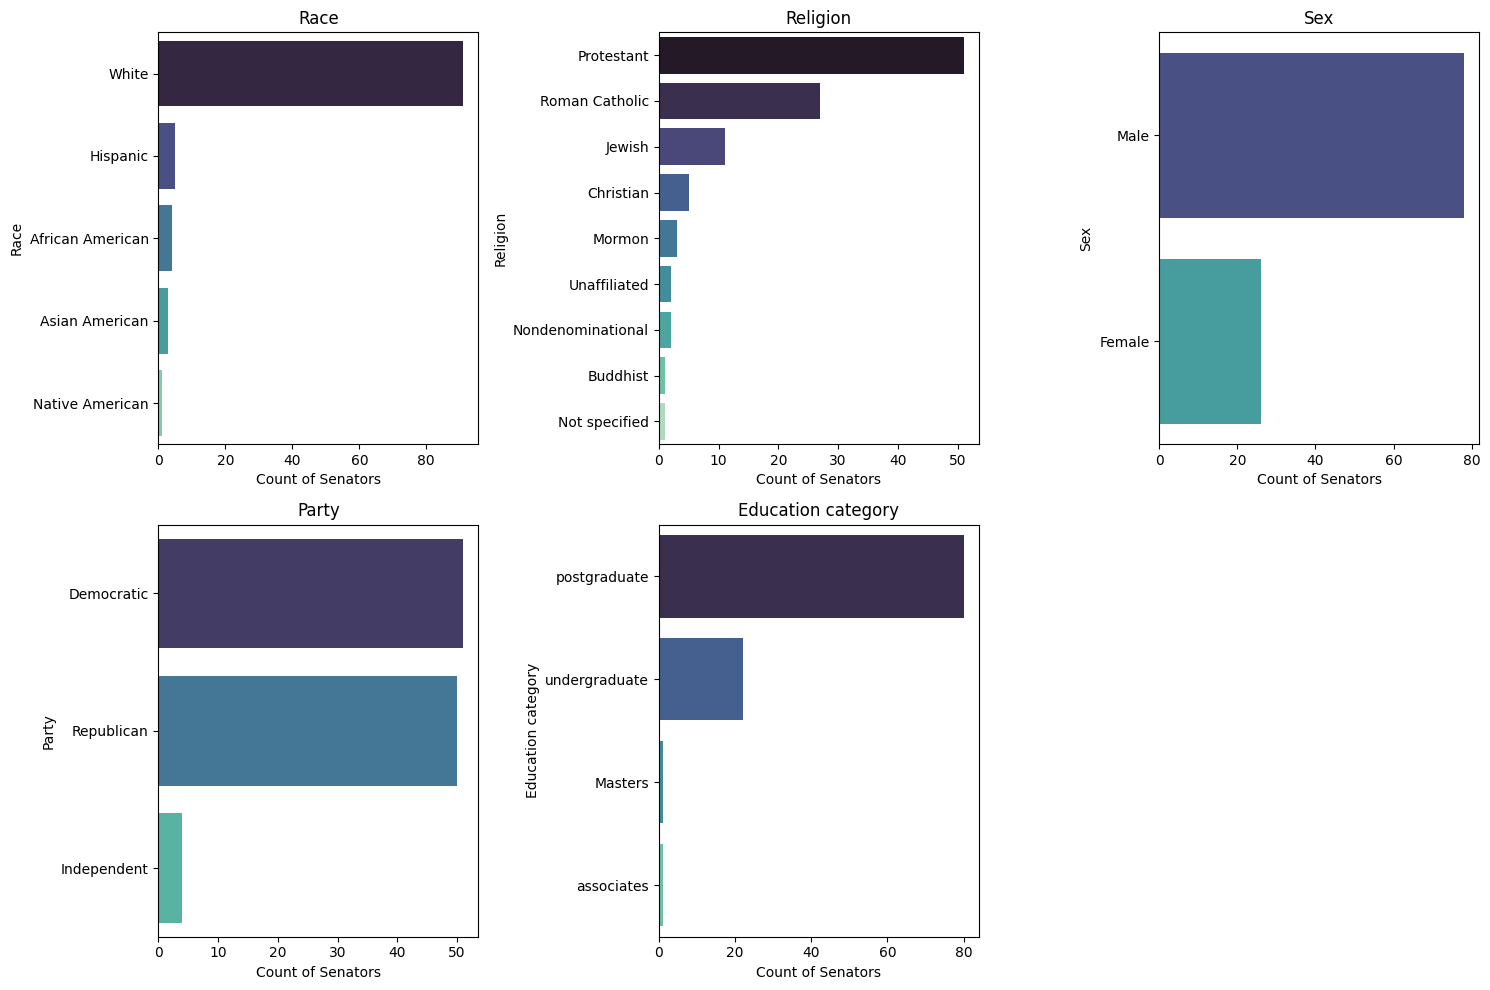 Race
Race
White
Hispanic
African American
Asian American
Native American
0 20 40 60 80
Count of Senators
Religion
Religion
Protestant
Roman Catholic
Jewish
Christian
Mormon
Unaffiliated
Nondenominational
Buddhist
Not specified
0 10 20 30 40 50
Count of Senators
Sex
Sex
Male
Female
0 20 40 60 80
Count of Senators
Party
Party
Democratic
Republican
Independent
0 10 20 30 40 50
Count of Senators
Education category
Education category
postgraduate
undergraduate
Masters
associates
0 20 40 60 80
Count of Senators